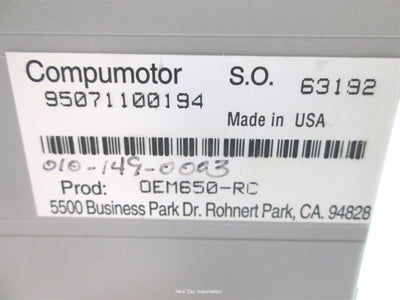 Compumotor S.O. 63192
95071100194
Made in USA
010-149-0003
Prod: OEM650-RC
5500 Business Park Dr. Rohnert Park, CA. 94828
Next Day Automation